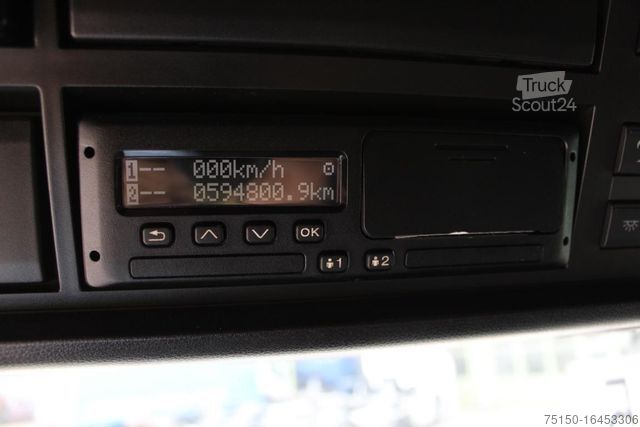 Truck
Scout24
1-- 000km/h
2-- 0594800.9km
OK
1 2
75150-16453306